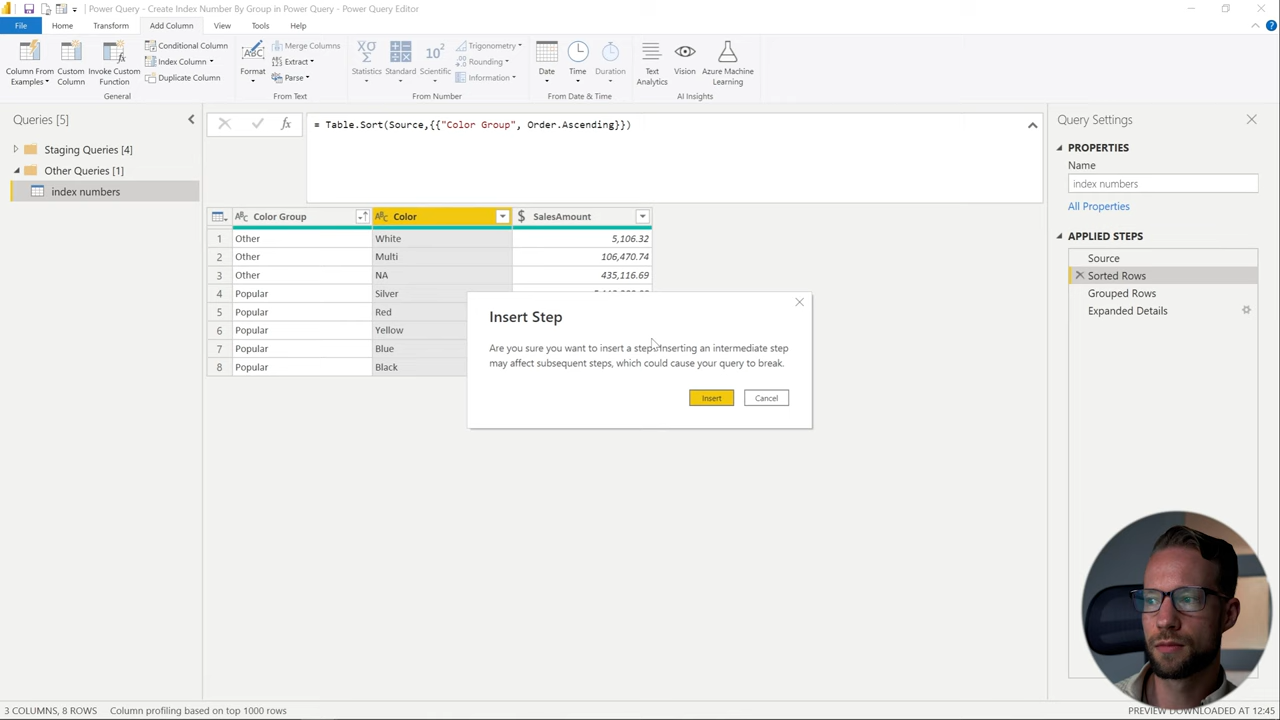 Power Query - Create Index Number By Group in Power Query - Power Query Editor
File
Home
Transform
Add Column
View
Tools
Help
Column From Examples
Custom Column
Invoke Custom Function
Conditional Column
Index Column
Duplicate Column
General
Format
Merge Columns
Extract
Parse
From Text
Statistics
Standard
Scientific
Trigonometry
Rounding
Information
From Number
Date
Time
Duration
From Date & Time
Text Analytics
Vision
Azure Machine Learning
AI Insights
Queries [5]
Staging Queries [4]
Other Queries [1]
index numbers
= Table.Sort(Source,{{"Color Group", Order.Ascending}})
Color Group Color SalesAmount
1 Other White 5,106.32
2 Other Multi 106,470.74
3 Other NA 435,116.69
4 Popular Silver
5 Popular Red
6 Popular Yellow
7 Popular Blue
8 Popular Black
Insert Step
Are you sure you want to insert a step Inserting an intermediate step
may affect subsequent steps, which could cause your query to break.
Insert
Cancel
Query Settings
PROPERTIES
Name
index numbers
All Properties
APPLIED STEPS
Source
Sorted Rows
Grouped Rows
Expanded Details
3 COLUMNS, 8 ROWS
Column profiling based on top 1000 rows
PREVIEW DOWNLOADED AT 12:45